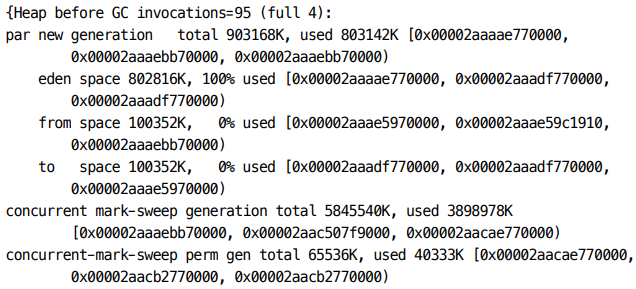 {Heap before GC invocations=95 (full 4):
par new generation   total 903168K, used 803142K [0x00002aaaae770000,
        0x00002aaaebb70000, 0x00002aaaebb70000)
    eden space 802816K, 100% used [0x00002aaaae770000, 0x00002aaadf770000,
        0x00002aaadf770000)
    from space 100352K,   0% used [0x00002aaae5970000, 0x00002aaae59c1910,
        0x00002aaaebb70000)
    to   space 100352K,   0% used [0x00002aaadf770000, 0x00002aaadf770000,
        0x00002aaae5970000)
concurrent mark-sweep generation total 5845540K, used 3898978K
        [0x00002aaaebb70000, 0x00002aac507f9000, 0x00002aacae770000)
concurrent-mark-sweep perm gen total 65536K, used 40333K [0x00002aacae770000,
        0x00002aacb2770000, 0x00002aacb2770000)